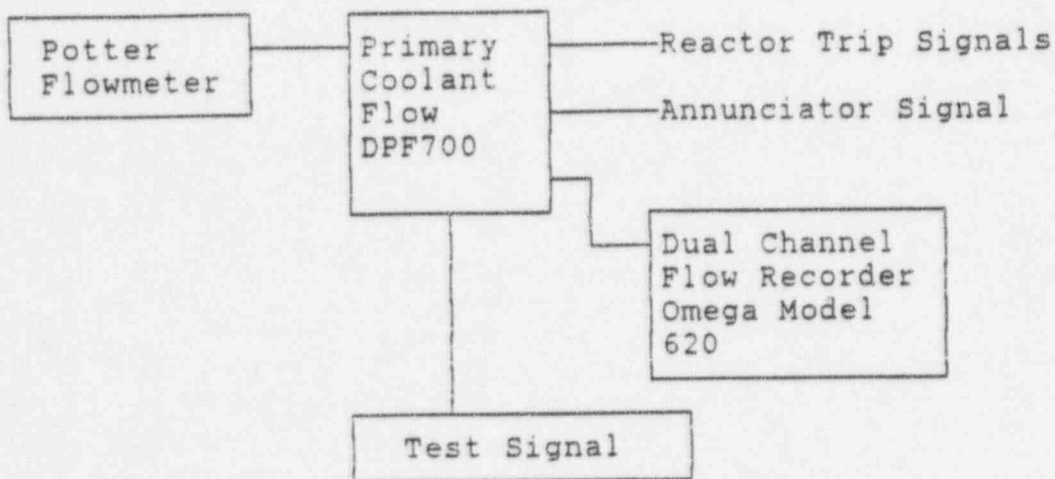 Potter
Flowmeter
Primary
Coolant
Flow
DPF700
Reactor Trip Signals
Annunciator Signal
Dual Channel
Flow Recorder
Omega Model
620
Test Signal